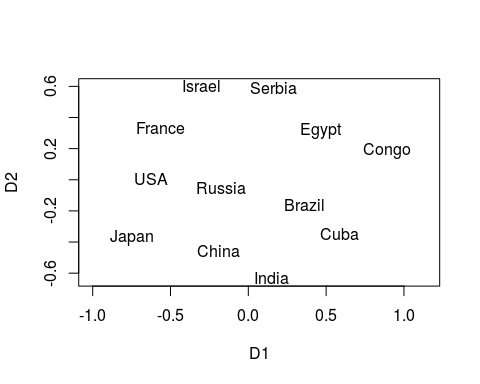 0.6
0.2
-0.2
-0.6
D2
Israel
Serbia
France
Egypt
Congo
USA
Russia
Brazil
Japan
Cuba
China
India
-1.0 -0.5 0.0 0.5 1.0
D1